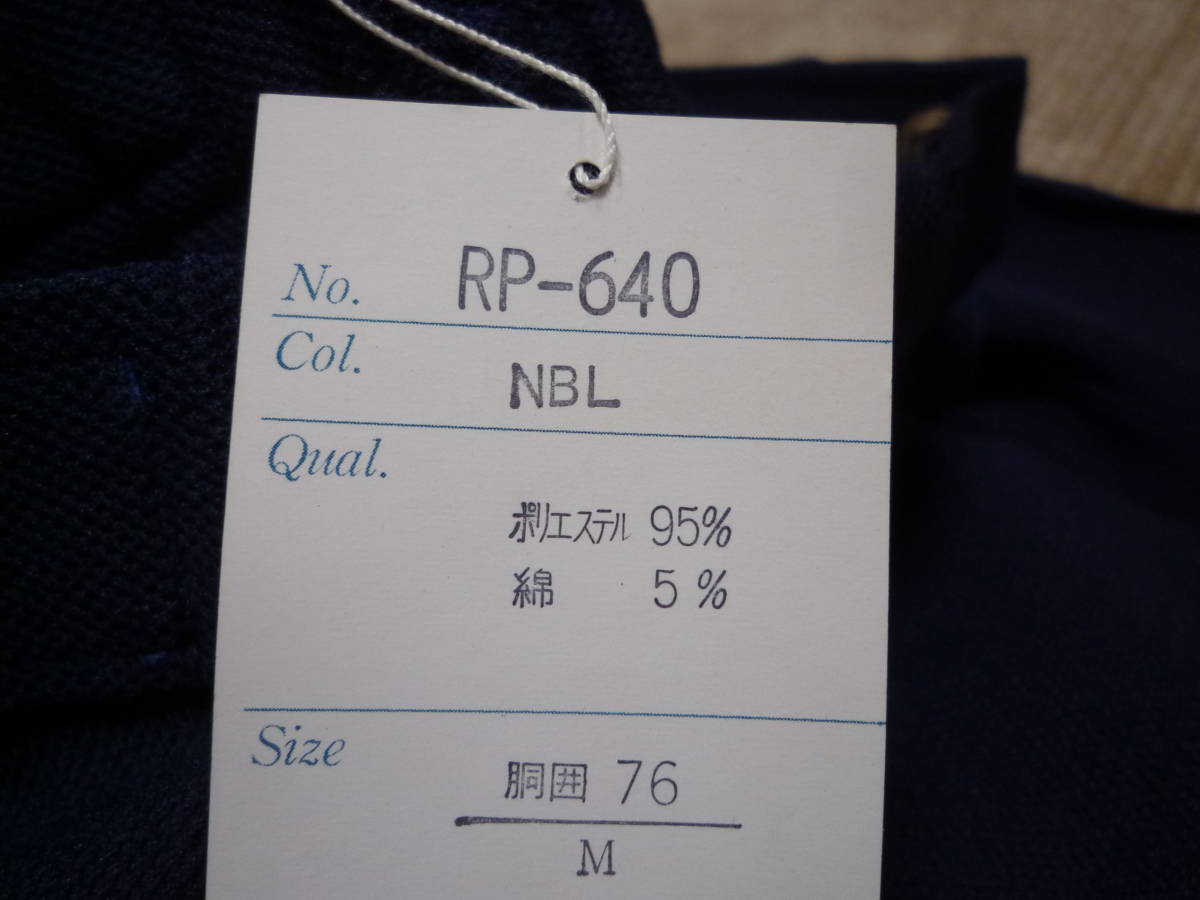 No. RP-640
Col. NBL
Qual.
ポリエステル 95%
綿 5%
Size
胴囲 76
M